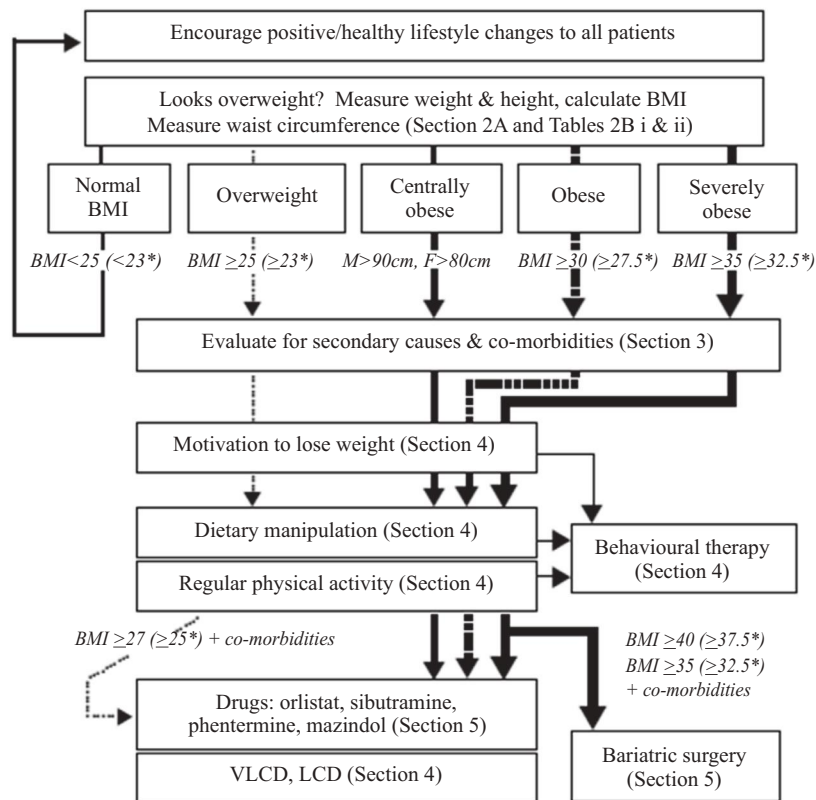 Encourage positive/healthy lifestyle changes to all patients
Looks overweight? Measure weight & height, calculate BMI
Measure waist circumference (Section 2A and Tables 2B i & ii)
Normal
BMI
Overweight
Centrally
obese
Obese
Severely
obese
BMI<25 (<23*)
BMI ≥25 (≥23*)
M>90cm, F>80cm
BMI ≥30 (≥27.5*)
BMI ≥35 (≥32.5*)
Evaluate for secondary causes & co-morbidities (Section 3)
Motivation to lose weight (Section 4)
Dietary manipulation (Section 4)
Regular physical activity (Section 4)
Behavioural therapy
(Section 4)
BMI ≥27 (≥25*) + co-morbidities
BMI ≥40 (≥37.5*)
BMI ≥35 (≥32.5*)
+ co-morbidities
Drugs: orlistat, sibutramine,
phentermine, mazindol (Section 5)
VLCD, LCD (Section 4)
Bariatric surgery
(Section 5)